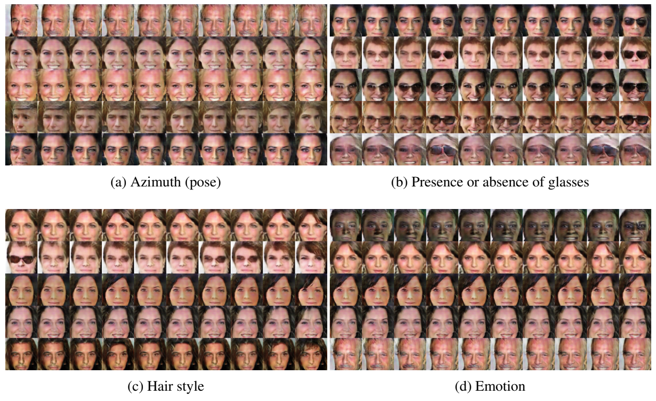 (a) Azimuth (pose)
(b) Presence or absence of glasses
(c) Hair style
(d) Emotion